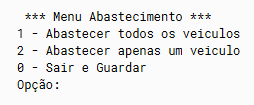 *** Menu Abastecimento ***
1 - Abastecer todos os veiculos
2 - Abastecer apenas um veiculo
0 - Sair e Guardar
Opção: